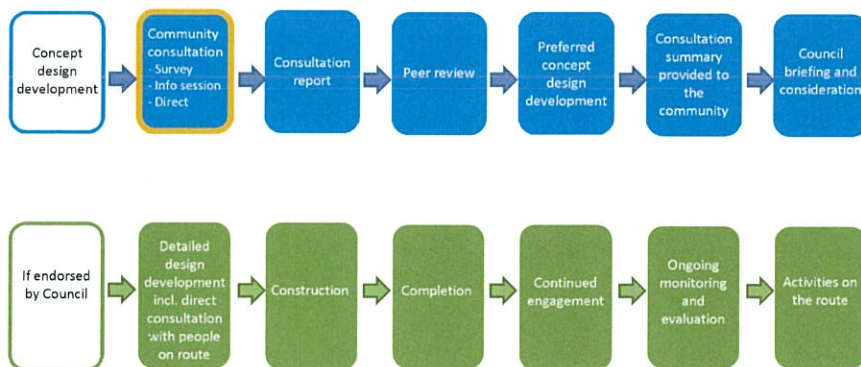 Concept
design
development
Community
consultation
- Survey
- Info session
- Direct
Consultation
report
Peer review
Preferred
concept
design
development
Consultation
summary
provided to
the
community
Council
briefing and
consideration
If endorsed
by Council
Detailed
design
development
incl. direct
consultation
with people
on route
Construction
Completion
Continued
engagement
Ongoing
monitoring
and
evaluation
Activities on
the route